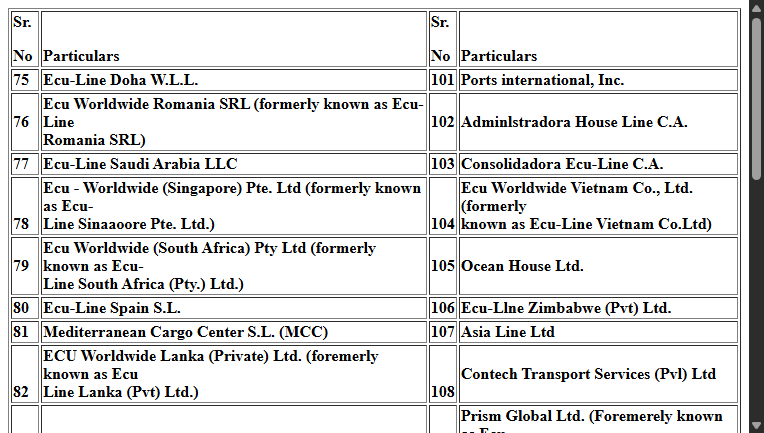 Sr.
No Particulars Sr.
No Particulars
75 Ecu-Line Doha W.L.L. 101 Ports international, Inc.
76 Ecu Worldwide Romania SRL (formerly known as Ecu-
Line
Romania SRL) 102 Adminlstradora House Line C.A.
77 Ecu-Line Saudi Arabia LLC 103 Consolidadora Ecu-Line C.A.
78 Ecu - Worldwide (Singapore) Pte. Ltd (formerly known
as Ecu-
Line Sinaaoore Pte. Ltd.) 104 Ecu Worldwide Vietnam Co., Ltd.
(formerly
known as Ecu-Line Vietnam Co.Ltd)
79 Ecu Worldwide (South Africa) Pty Ltd (formerly
known as Ecu-
Line South Africa (Pty.) Ltd.) 105 Ocean House Ltd.
80 Ecu-Line Spain S.L. 106 Ecu-Llne Zimbabwe (Pvt) Ltd.
81 Mediterranean Cargo Center S.L. (MCC) 107 Asia Line Ltd
82 ECU Worldwide Lanka (Private) Ltd. (foremerly
known as Ecu
Line Lanka (Pvt) Ltd.) 108 Contech Transport Services (Pvl) Ltd
Prism Global Ltd. (Foremerely known
as Ecu-